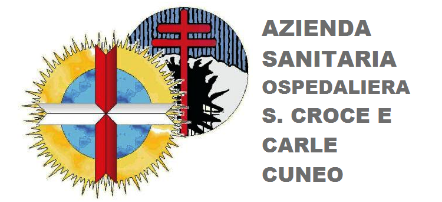 AZIENDA
SANITARIA
OSPEDALIERA
S. CROCE E
CARLE
CUNEO